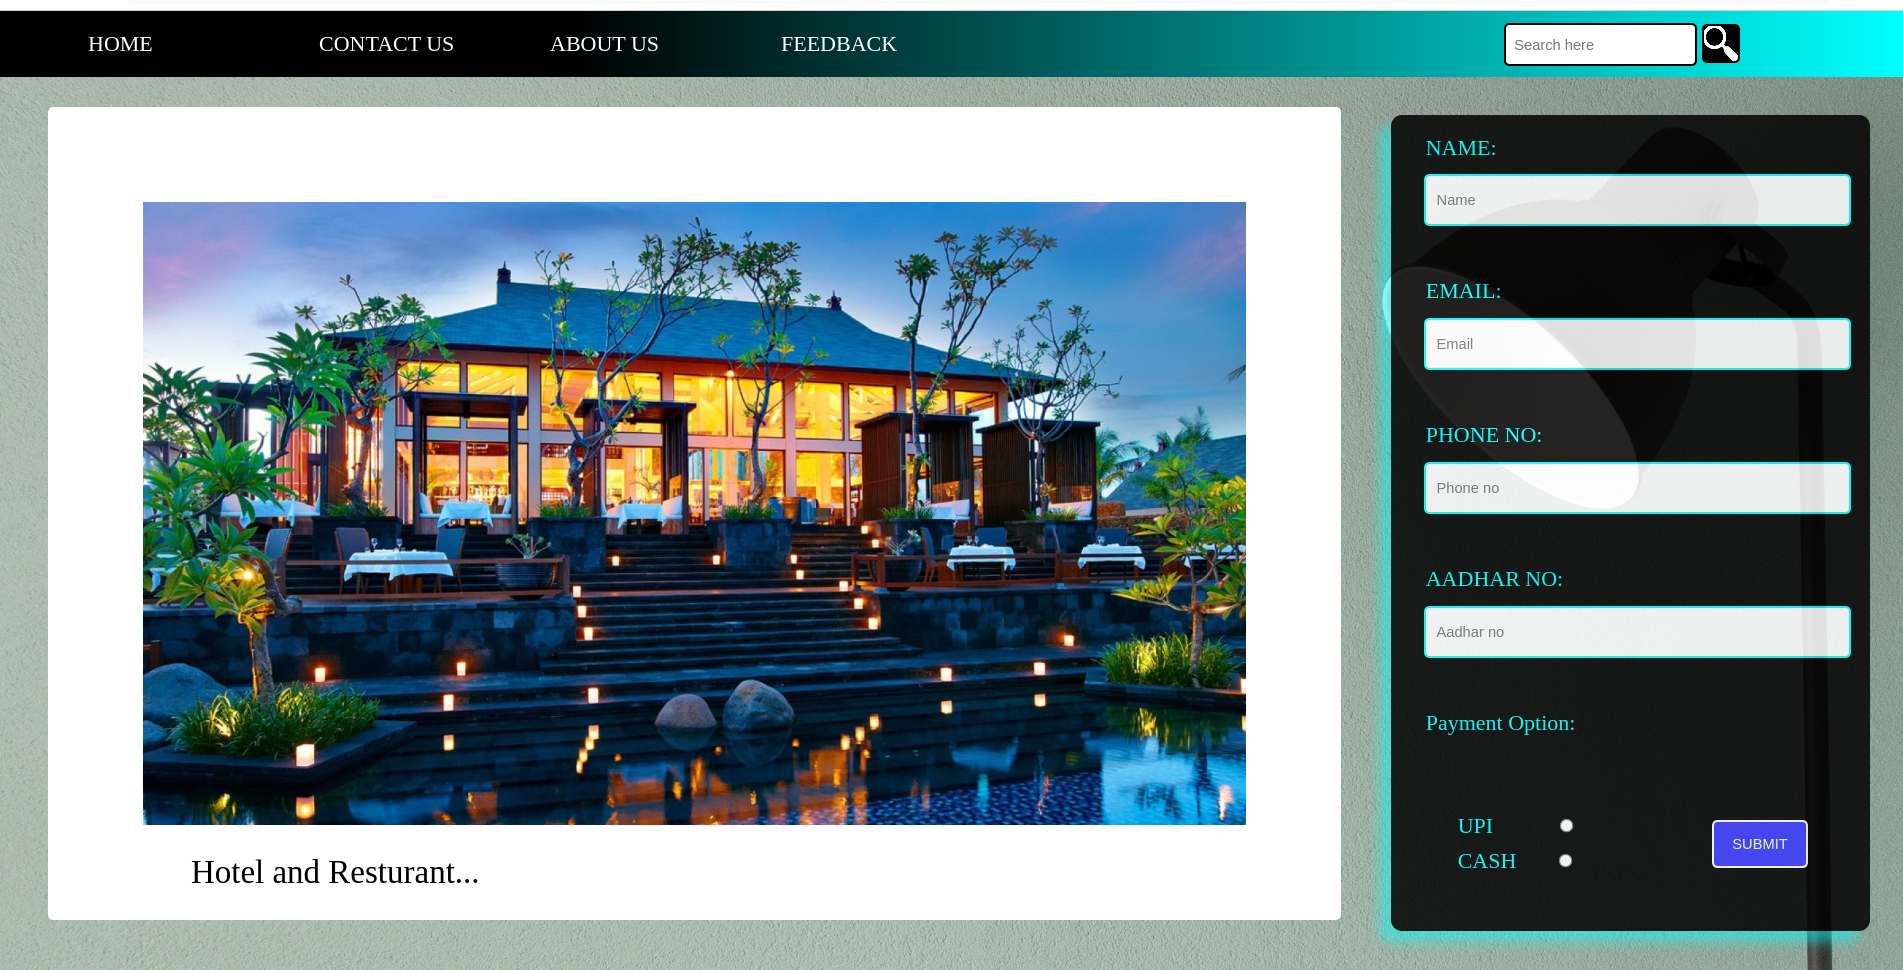 HOME CONTACT US ABOUT US FEEDBACK Search here
NAME:
Name
EMAIL:
Email
PHONE NO:
Phone no
AADHAR NO:
Aadhar no
Payment Option:
UPI
CASH
SUBMIT
Hotel and Resturant...